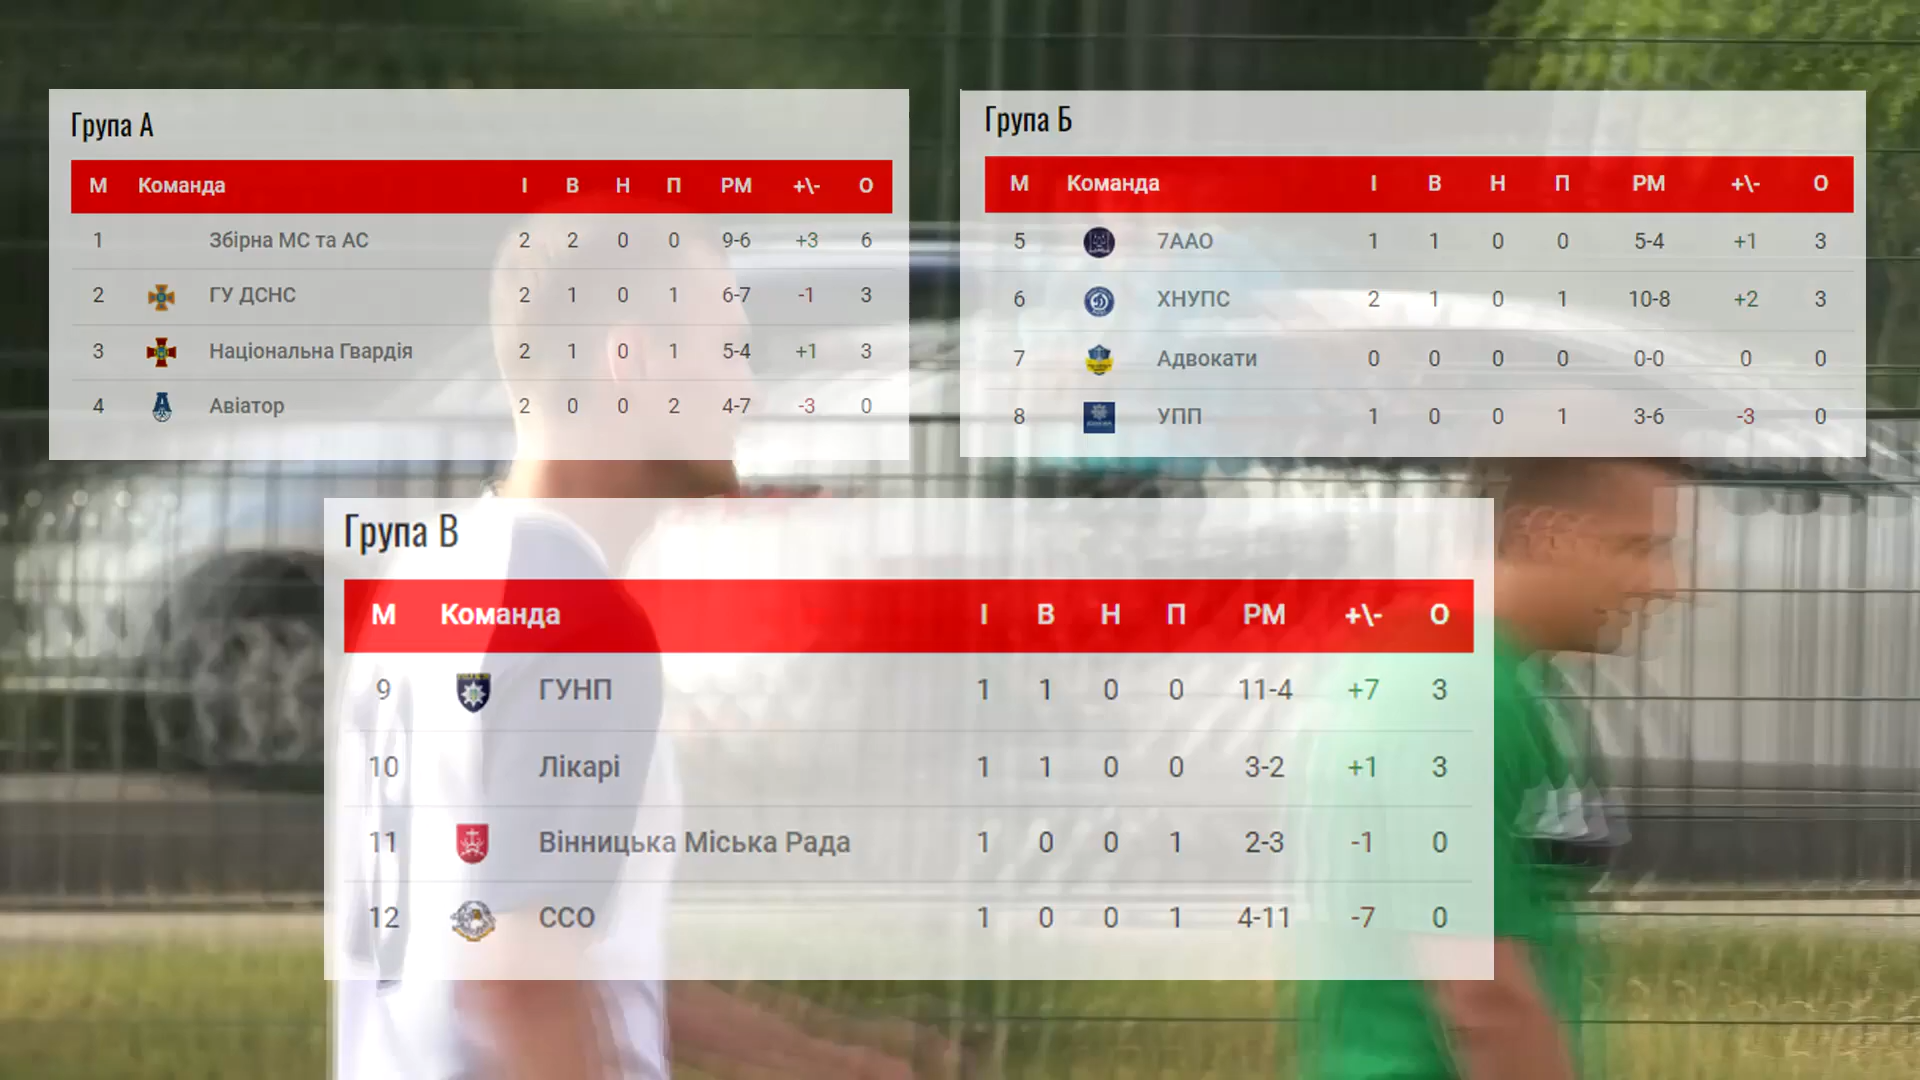 Група А
М Команда І В Н П РМ +\- О
1 Збірна МС та АС 2 2 0 0 9-6 +3 6
2 ГУ ДСНС 2 1 0 1 6-7 -1 3
3 Національна Гвардія 2 1 0 1 5-4 +1 3
4 Авіатор 2 0 0 2 4-7 -3 0
Група Б
М Команда І В Н П РМ +\- О
5 7ААО 1 1 0 0 5-4 +1 3
6 ХНУПС 2 1 0 1 10-8 +2 3
7 Адвокати 0 0 0 0 0-0 0 0
8 УПП 1 0 0 1 3-6 -3 0
Група В
М Команда І В Н П РМ +\- О
9 ГУНП 1 1 0 0 11-4 +7 3
10 Лікарі 1 1 0 0 3-2 +1 3
11 Вінницька Міська Рада 1 0 0 1 2-3 -1 0
12 ССО 1 0 0 1 4-11 -7 0